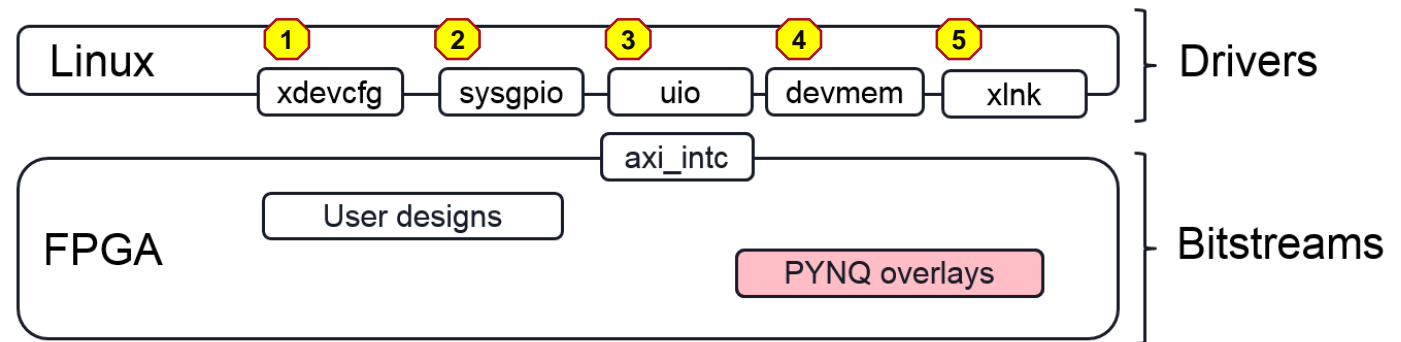 1 2 3 4 5
Linux xdevcfg sysgpio uio devmem xlnk Drivers
axi_intc
User designs
FPGA PYNQ overlays Bitstreams